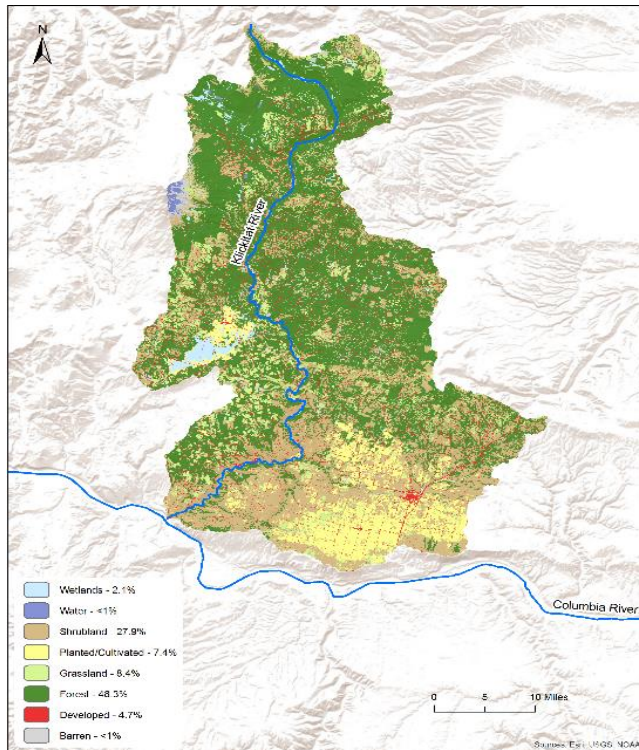 N
Klickitat River
Columbia River
Wetlands - 2.1%
Water - <1%
Shrubland - 27.9%
Planted/Cultivated - 7.4%
Grassland - 8.4%
Forest - 48.3%
Developed - 4.7%
Barren - <1%
0 5 10 Miles
Sources: Esri, USGS, NOAA